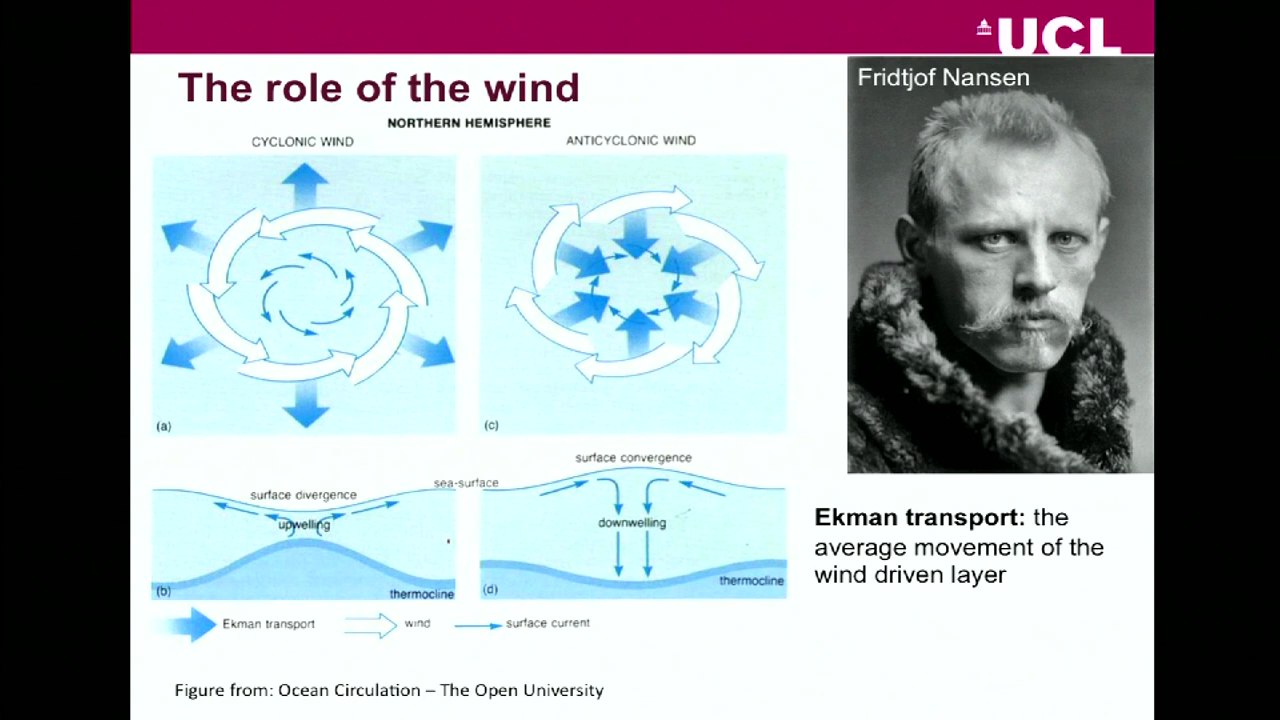 UCL
The role of the wind
Fridtjof Nansen
NORTHERN HEMISPHERE
CYCLONIC WIND
ANTICYCLONIC WIND
(a)
(c)
surface divergence
sea-surface
surface convergence
upwelling
downwelling
(b)
thermocline
(d)
thermocline
Ekman transport
wind
surface current
Ekman transport: the
average movement of the
wind driven layer
Figure from: Ocean Circulation – The Open University